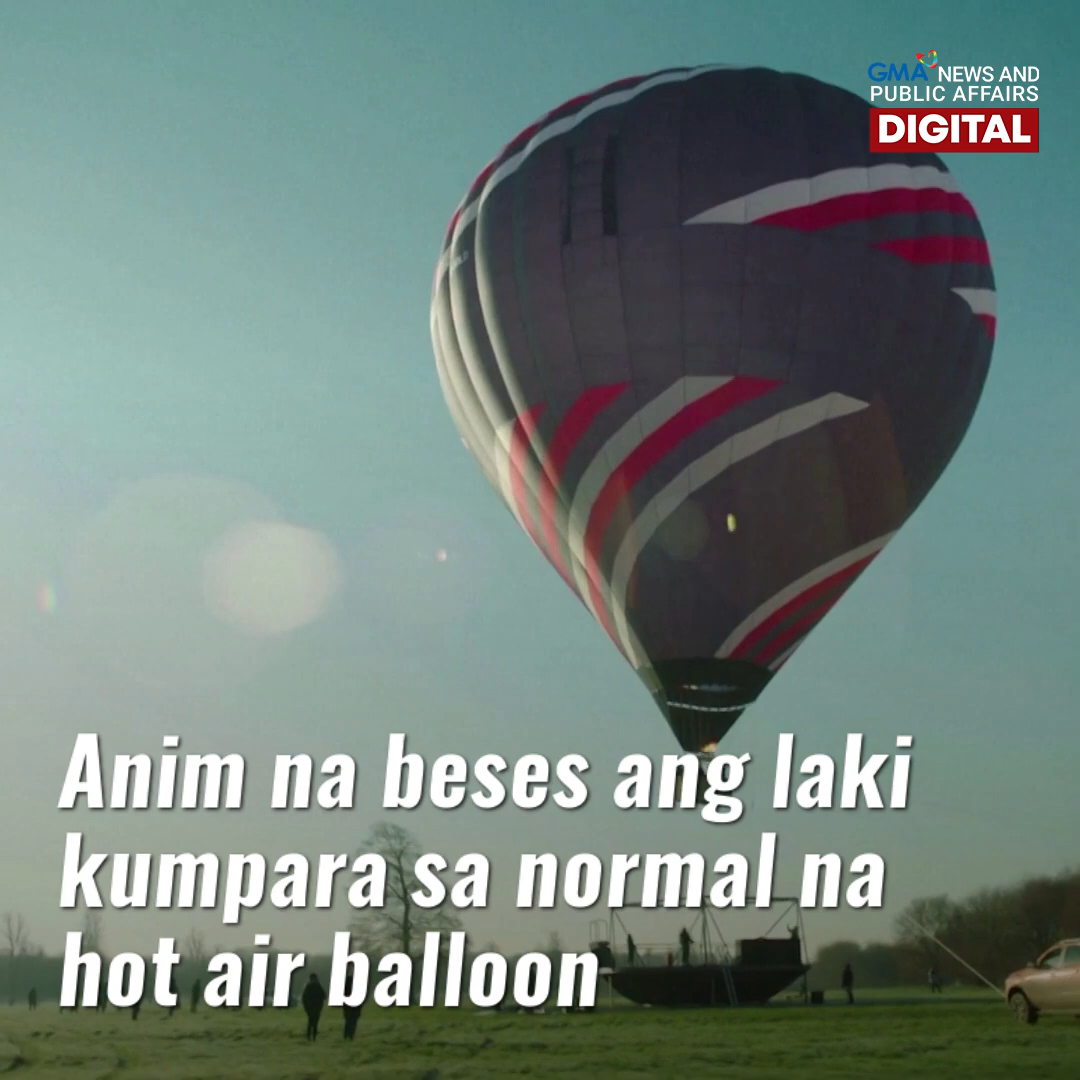 GMA NEWS AND
PUBLIC AFFAIRS
DIGITAL
Anim na beses ang laki
kumpara sa normal na
hot air balloon